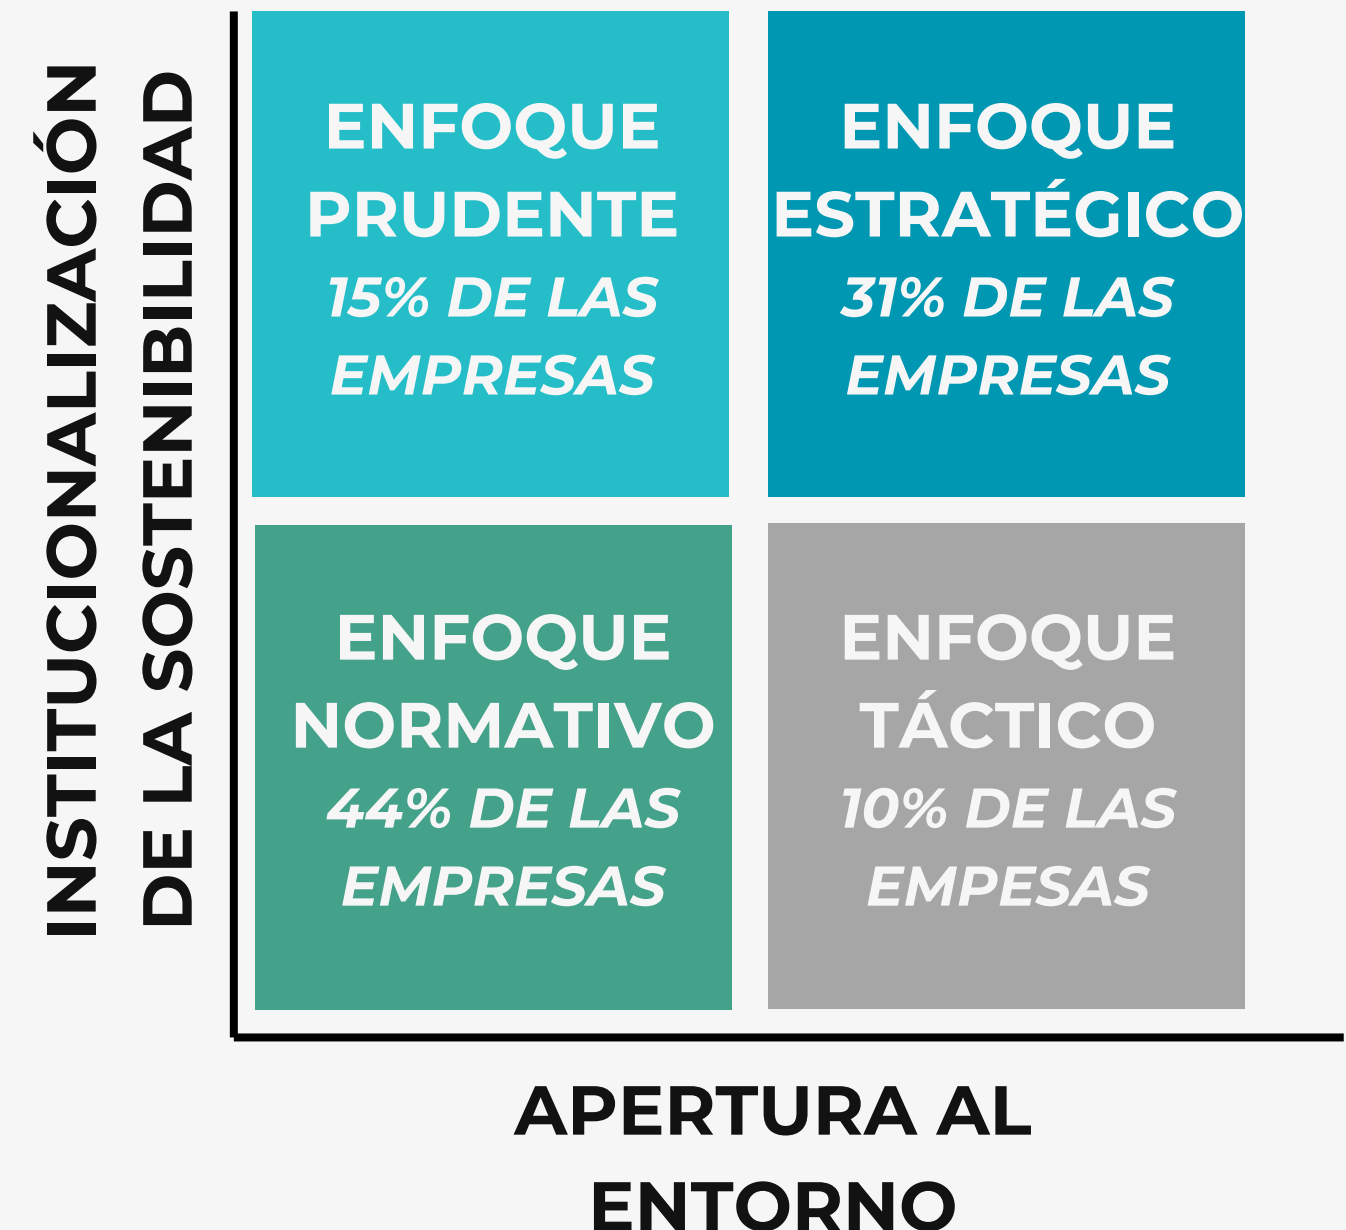 INSTITUCIONALIZACIÓN
DE LA SOSTENIBILIDAD
ENFOQUE
PRUDENTE
15% DE LAS
EMPRESAS
ENFOQUE
ESTRATÉGICO
31% DE LAS
EMPRESAS
ENFOQUE
NORMATIVO
44% DE LAS
EMPRESAS
ENFOQUE
TÁCTICO
10% DE LAS
EMPESAS
APERTURA AL
ENTORNO